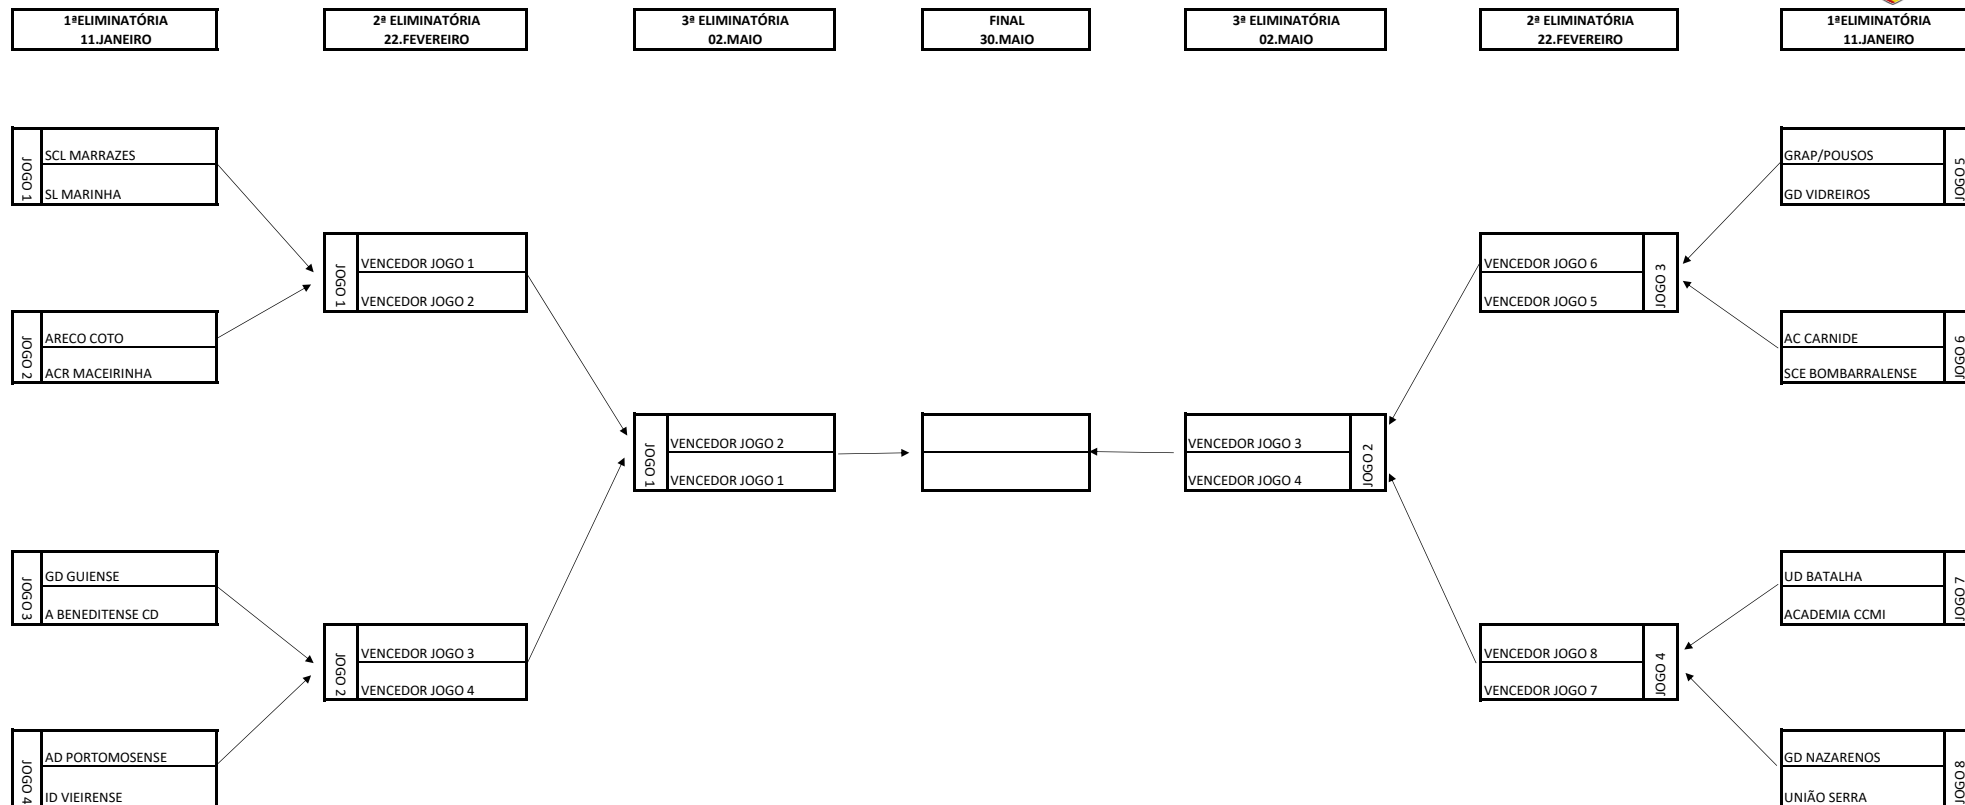 1ªELIMINATÓRIA
11.JANEIRO
2ª ELIMINATÓRIA
22.FEVEREIRO
3ª ELIMINATÓRIA
02.MAIO
FINAL
30.MAIO
3ª ELIMINATÓRIA
02.MAIO
2ª ELIMINATÓRIA
22.FEVEREIRO
1ªELIMINATÓRIA
11.JANEIRO
JOGO 1
SCL MARRAZES
SL MARINHA
JOGO 2
ARECO COTO
ACR MACEIRINHA
JOGO 3
GD GUIENSE
A BENEDITENSE CD
JOGO 4
AD PORTOMOSENSE
ID VIEIRENSE
JOGO 1
VENCEDOR JOGO 1
VENCEDOR JOGO 2
JOGO 2
VENCEDOR JOGO 3
VENCEDOR JOGO 4
JOGO 1
VENCEDOR JOGO 2
VENCEDOR JOGO 1
VENCEDOR JOGO 3
VENCEDOR JOGO 4
JOGO 2
VENCEDOR JOGO 6
VENCEDOR JOGO 5
JOGO 3
VENCEDOR JOGO 8
VENCEDOR JOGO 7
JOGO 4
GRAP/POUSOS
GD VIDREIROS
JOGO 5
AC CARNIDE
SCE BOMBARRALENSE
JOGO 6
UD BATALHA
ACADEMIA CCMI
JOGO 7
GD NAZARENOS
UNIÃO SERRA
JOGO 8